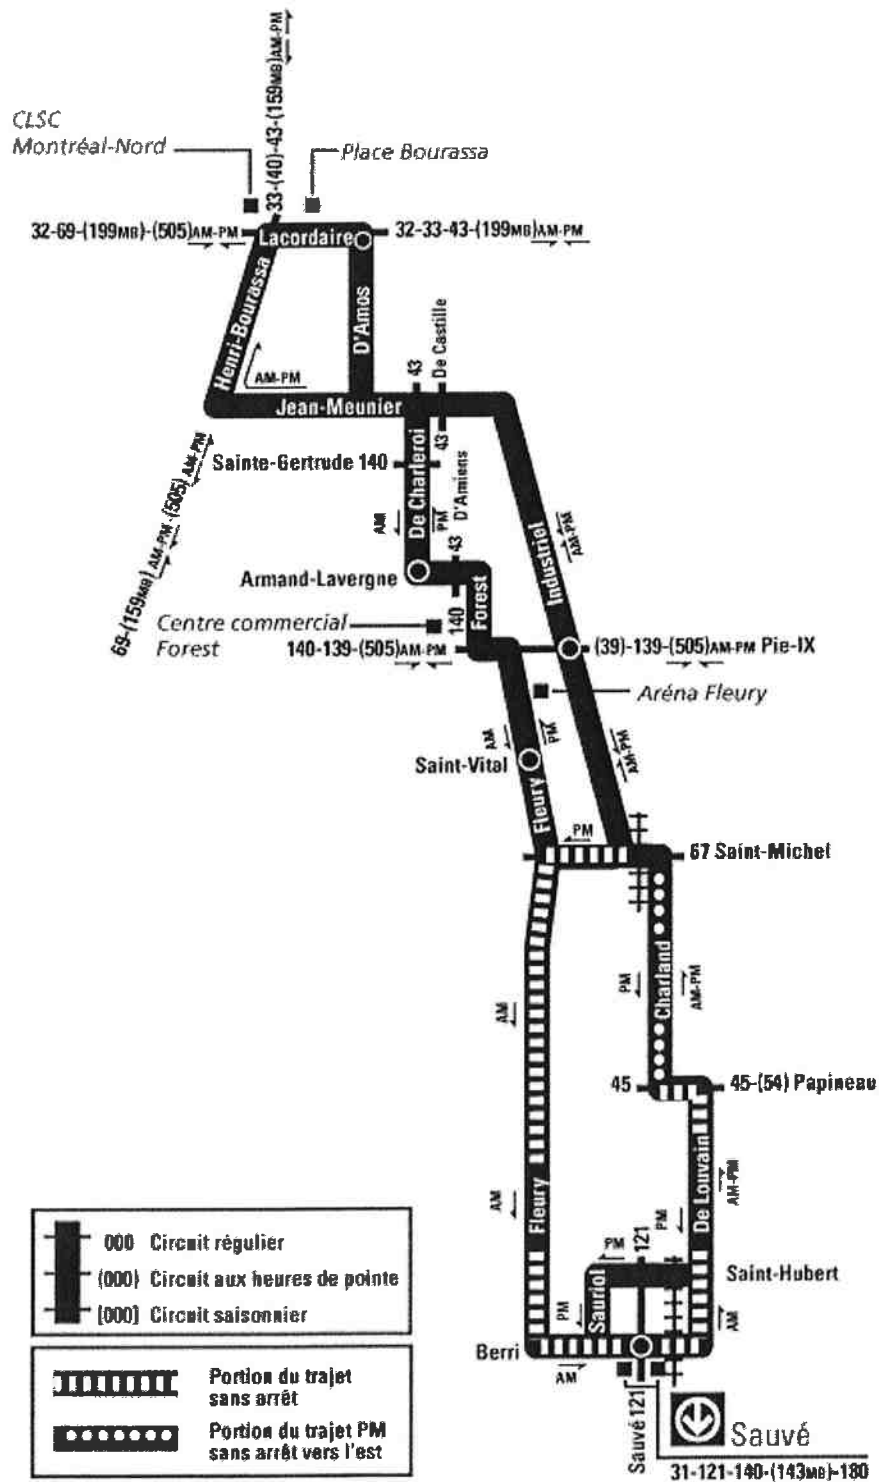 33-(40)-43-(159MB)AM-PM
CLSC
Montréal-Nord
Place Bourassa
32-69-(199MB)-(505)AM-PM
Lacordaire
32-33-43-(199MB)AM-PM
Henri-Bourassa
D'Amos
AM-PM
43
De Castille
Jean-Meunier
43
Sainte-Gertrude 140
De Charleroi
D'Amiens
AM
PM
69-(159MB) AM-PM-(505) AM-PM
43
Armand-Lavergne
Forest
140
Industriel
AM-PM
Centre commercial
Forest
140-139-(505)AM-PM
(39)-139-(505)AM-PM Pie-IX
Aréna Fleury
AM
PM
Saint-Vital
AM-PM
Fleury
PM
67 Saint-Michel
Charland
PM
AM-PM
AM
45
45-(54) Papineau
De Louvain
AM-PM
AM
Fleury
PM
PM
121
Saint-Hubert
Sauriol
PM
AM
Berri
AM
Sauvé 121
Sauvé
31-121-140-(143MB)-180
000 Circuit régulier
(000) Circuit aux heures de pointe
[000] Circuit saisonnier
Portion du trajet
sans arrêt
Portion du trajet PM
sans arrêt vers l'est